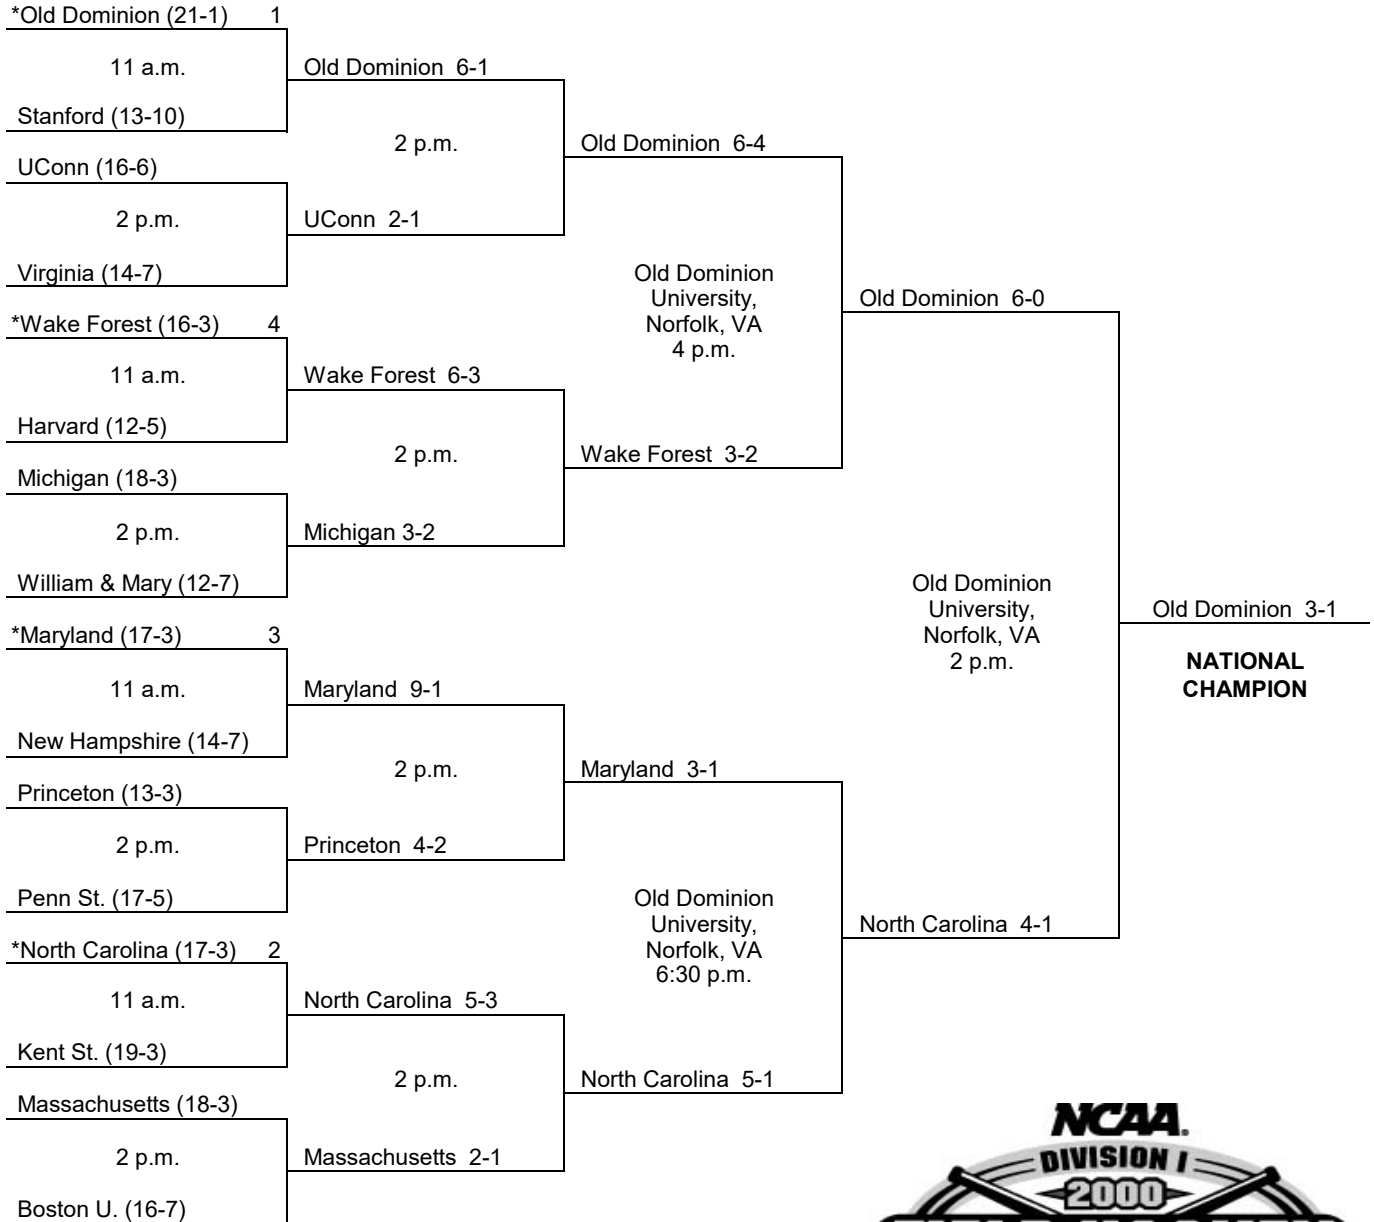 *Old Dominion (21-1) 1
11 a.m.
Stanford (13-10)
UConn (16-6)
2 p.m.
Virginia (14-7)
*Wake Forest (16-3) 4
11 a.m.
Harvard (12-5)
Michigan (18-3)
2 p.m.
William & Mary (12-7)
*Maryland (17-3) 3
11 a.m.
New Hampshire (14-7)
Princeton (13-3)
2 p.m.
Penn St. (17-5)
*North Carolina (17-3) 2
11 a.m.
Kent St. (19-3)
Massachusetts (18-3)
2 p.m.
Boston U. (16-7)
Old Dominion 6-1
2 p.m.
UConn 2-1
Wake Forest 6-3
2 p.m.
Michigan 3-2
Maryland 9-1
2 p.m.
Princeton 4-2
North Carolina 5-3
2 p.m.
Massachusetts 2-1
Old Dominion 6-4
Old Dominion
University,
Norfolk, VA
4 p.m.
Wake Forest 3-2
Maryland 3-1
Old Dominion
University,
Norfolk, VA
6:30 p.m.
North Carolina 5-1
Old Dominion 6-0
Old Dominion
University,
Norfolk, VA
2 p.m.
North Carolina 4-1
Old Dominion 3-1
NATIONAL
CHAMPION
NCAA.
DIVISION I
2000